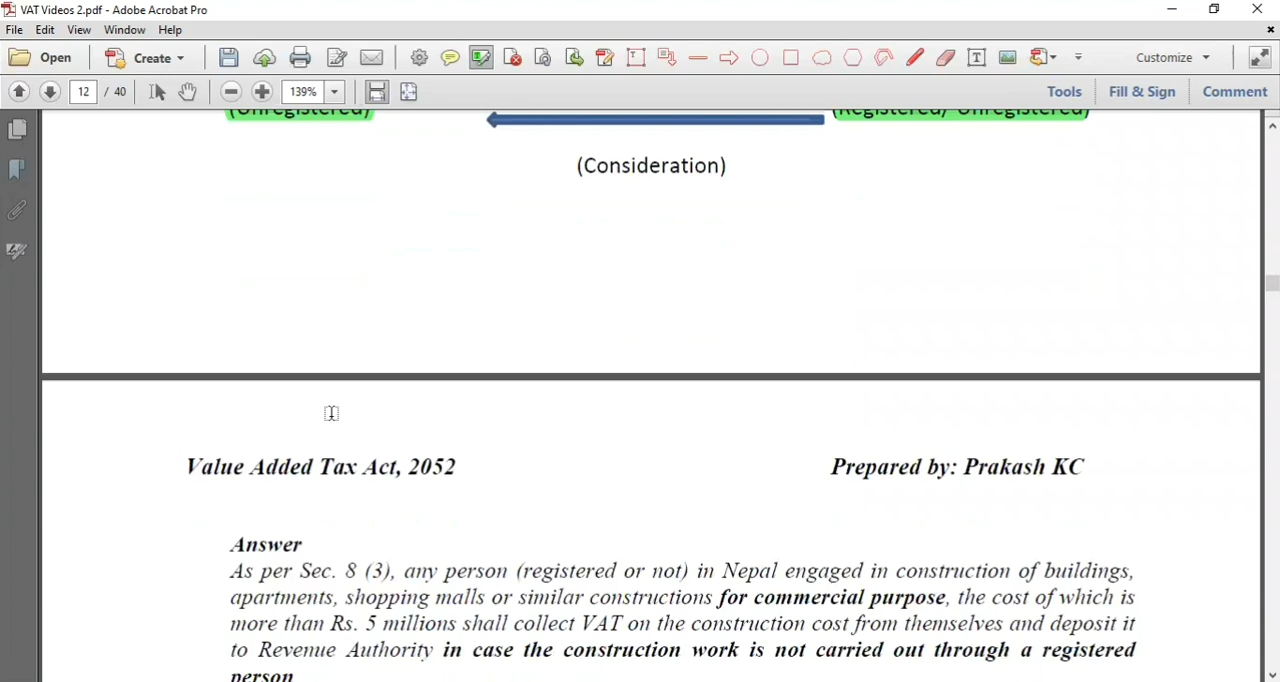 VAT Videos 2.pdf - Adobe Acrobat Pro
File Edit View Window Help
Open Create Customize
12 / 40 139% Tools Fill & Sign Comment
(Unregistered) (Registered/ Unregistered)
(Consideration)
Value Added Tax Act, 2052 Prepared by: Prakash KC
Answer
As per Sec. 8 (3), any person (registered or not) in Nepal engaged in construction of buildings,
apartments, shopping malls or similar constructions for commercial purpose, the cost of which is
more than Rs. 5 millions shall collect VAT on the construction cost from themselves and deposit it
to Revenue Authority in case the construction work is not carried out through a registered
person